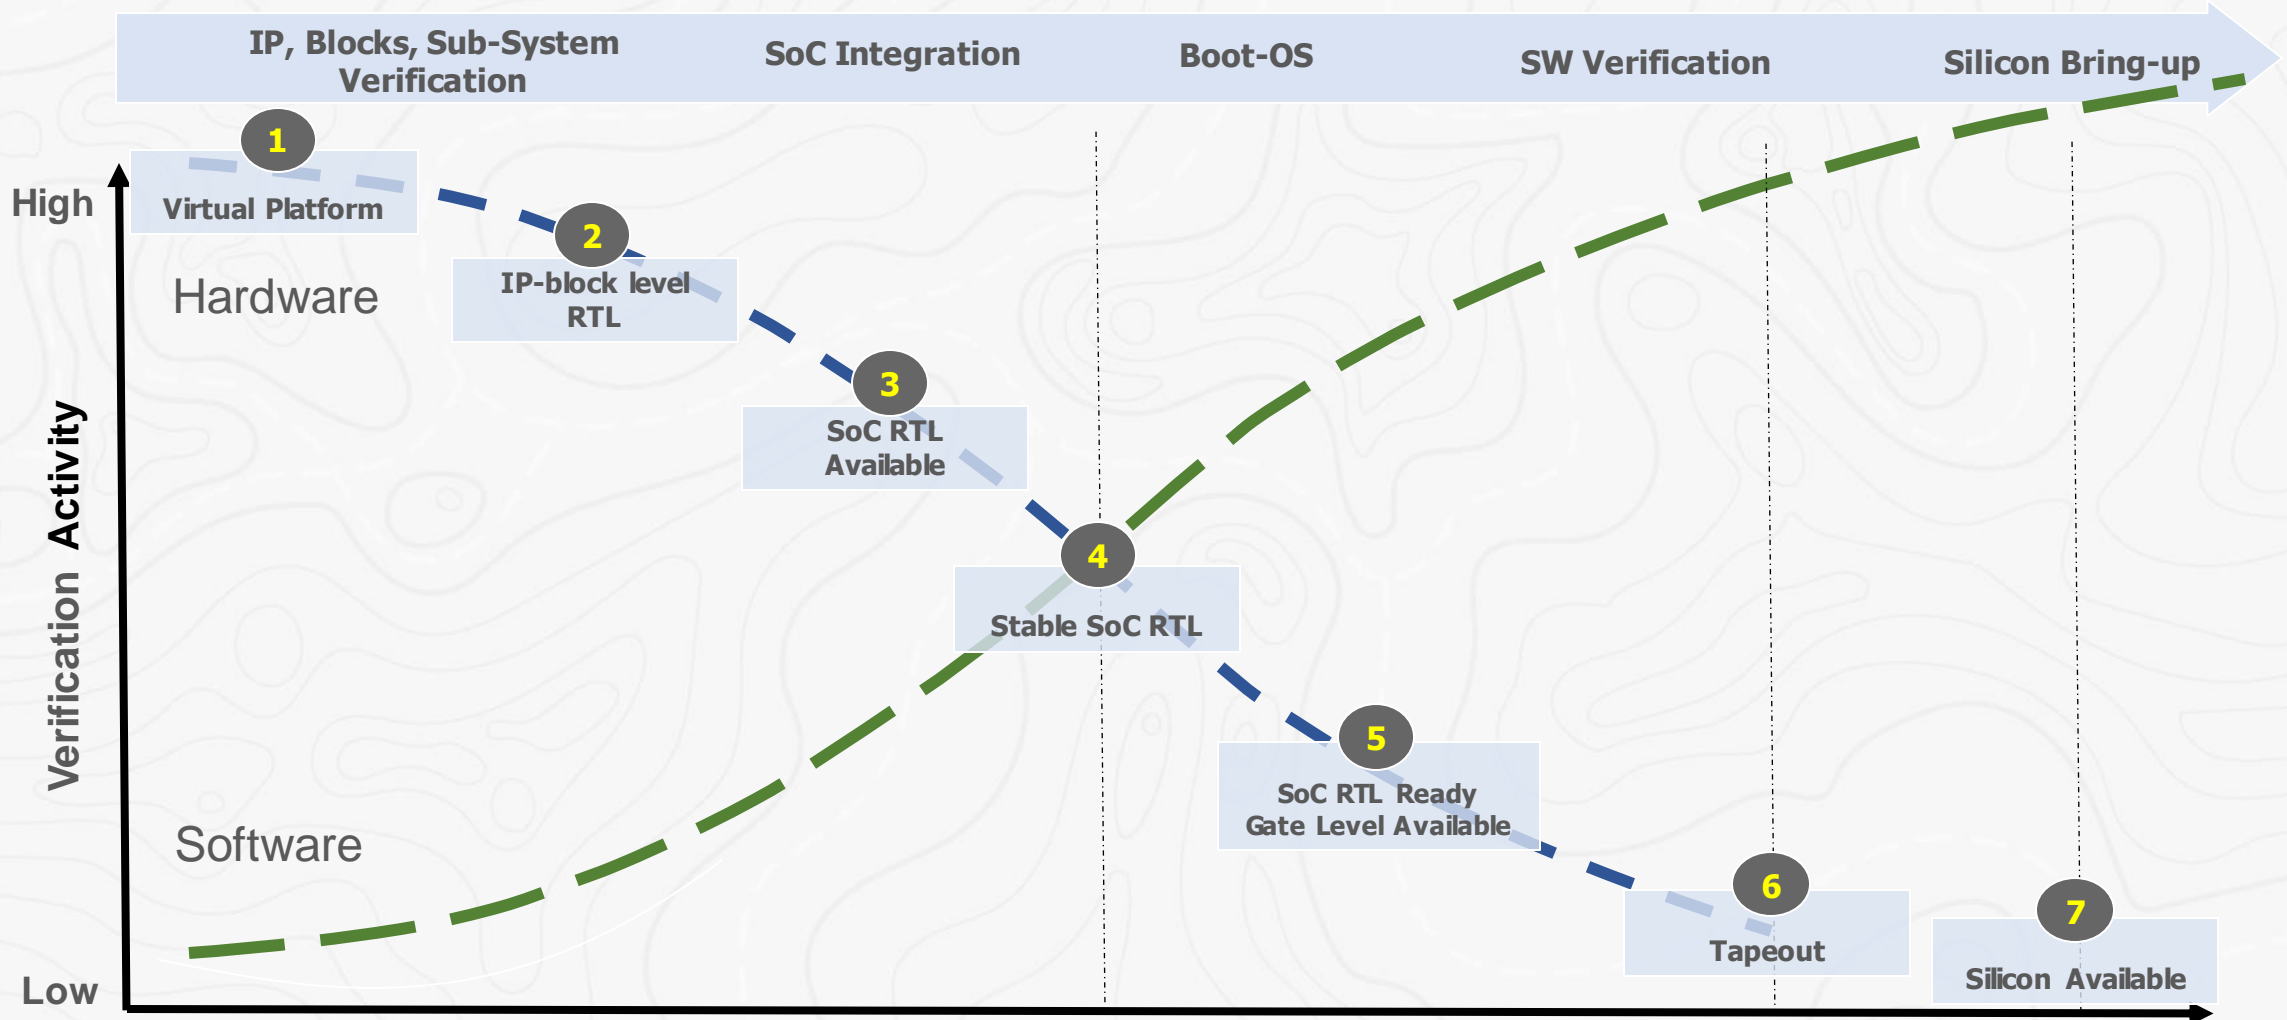 IP, Blocks, Sub-System
Verification
SoC Integration
Boot-OS
SW Verification
Silicon Bring-up
1
Virtual Platform
High
2
IP-block level
RTL
Hardware
3
SoC RTL
Available
Verification Activity
4
Stable SoC RTL
5
SoC RTL Ready
Gate Level Available
Software
6
Tapeout
7
Silicon Available
Low